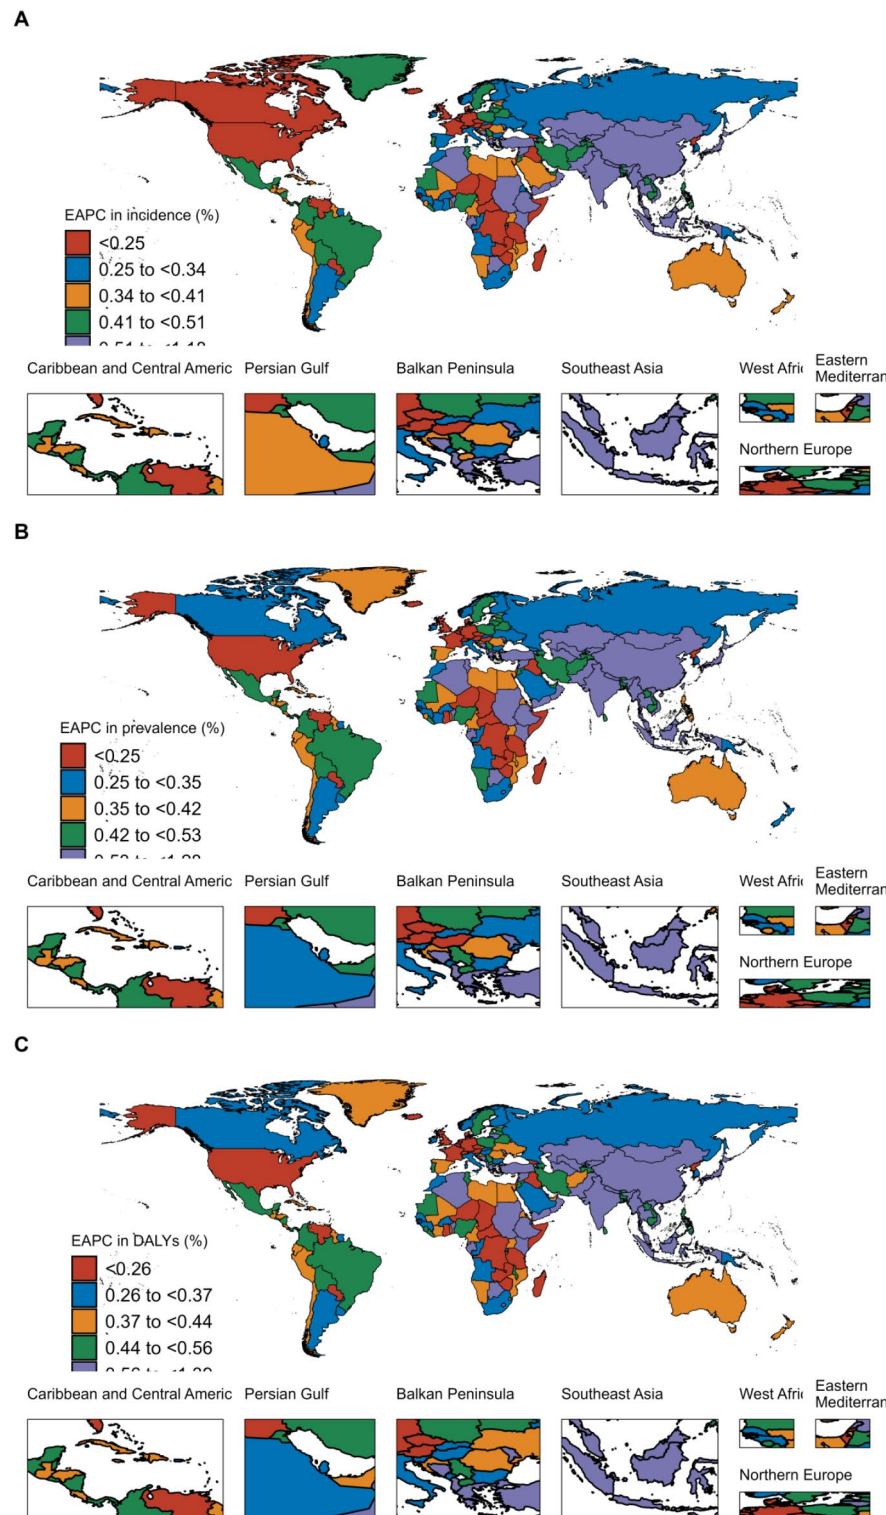 A
EAPC in incidence (%)
<0.25
0.25 to <0.34
0.34 to <0.41
0.41 to <0.51
Caribbean and Central Americ
Persian Gulf
Balkan Peninsula
Southeast Asia
West Afri
Eastern
Mediterran
Northern Europe
B
EAPC in prevalence (%)
<0.25
0.25 to <0.35
0.35 to <0.42
0.42 to <0.53
Caribbean and Central Americ
Persian Gulf
Balkan Peninsula
Southeast Asia
West Afri
Eastern
Mediterran
Northern Europe
C
EAPC in DALYs (%)
<0.26
0.26 to <0.37
0.37 to <0.44
0.44 to <0.56
Caribbean and Central Americ
Persian Gulf
Balkan Peninsula
Southeast Asia
West Afri
Eastern
Mediterran
Northern Europe